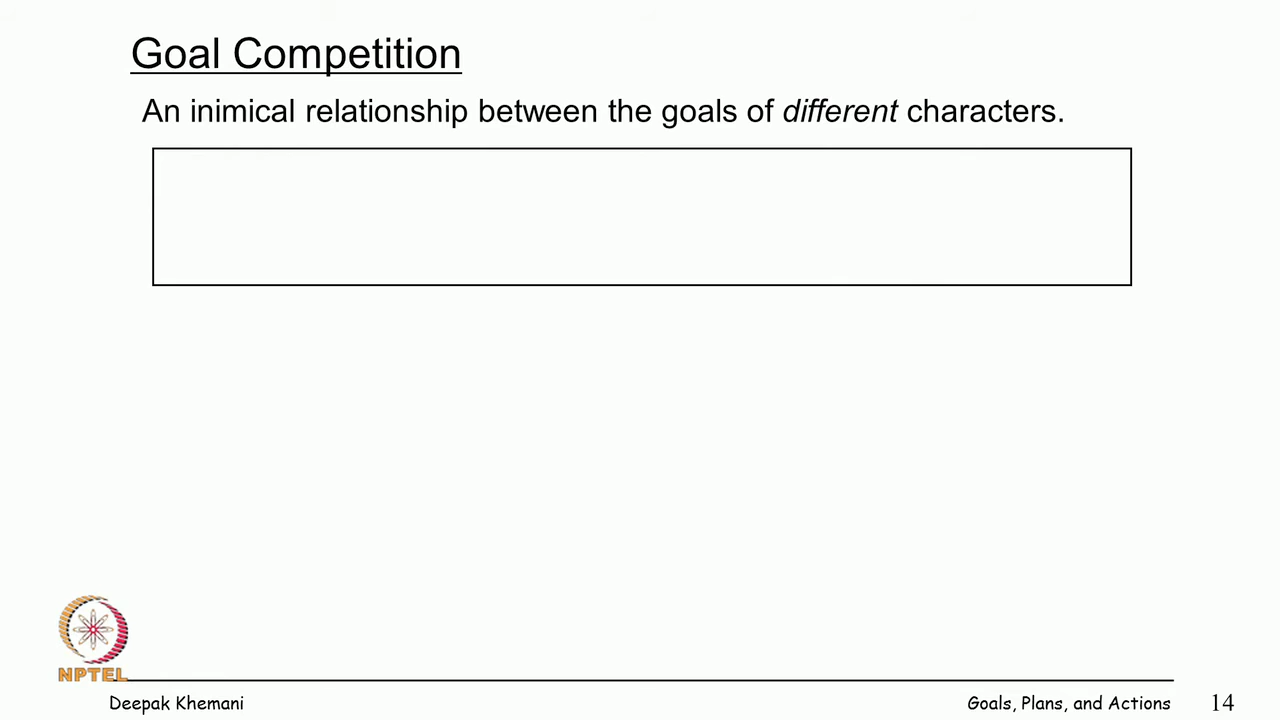 Goal Competition
An inimical relationship between the goals of different characters.
NPTEL
Deepak Khemani
Goals, Plans, and Actions
14